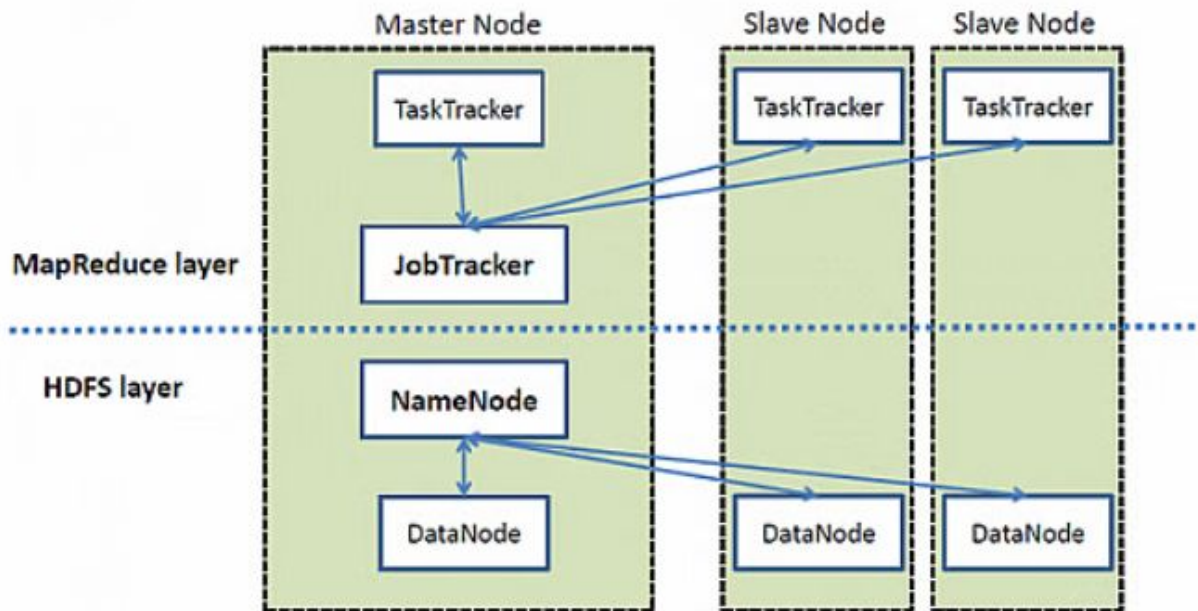 Master Node
Slave Node
Slave Node
TaskTracker
TaskTracker
TaskTracker
MapReduce layer
JobTracker
HDFS layer
NameNode
DataNode
DataNode
DataNode